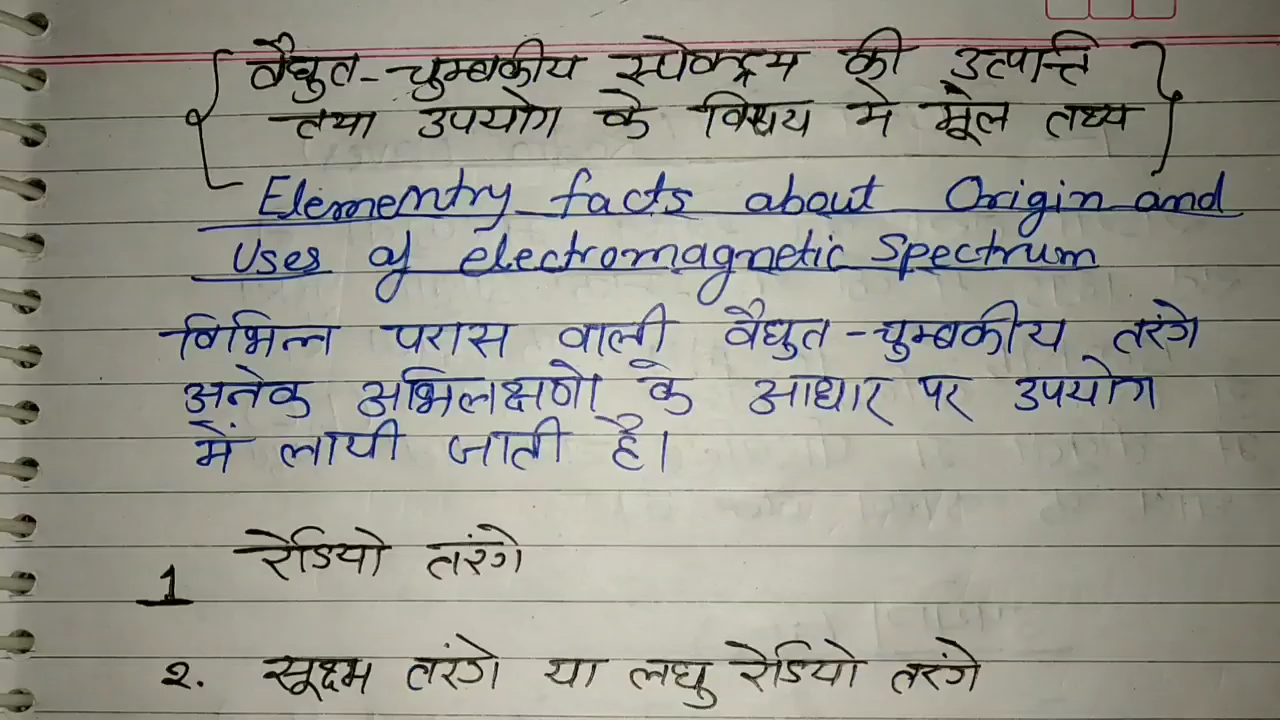 वैद्युत-चुम्बकीय स्पेक्ट्रम की उत्पत्ति
तथा उपयोग के विषय मे मूल तथ्य
Elementry facts about Origin and
Uses of electromagnetic Spectrum
विभिन्न परास वाली वैद्युत-चुम्बकीय तरंगे
अनेक अभिलक्षणो के आधार पर उपयोग
में लायी जाती है।
1 रेडियो तरंगे
२. सूक्ष्म तरंगे या लघु रेडियो तरंगे